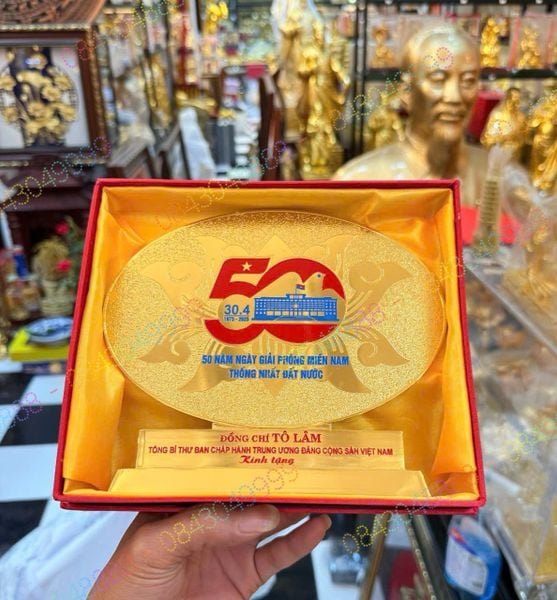 50
30.4
1975 - 2025
50 NĂM NGÀY GIẢI PHÓNG MIỀN NAM
THỐNG NHẤT ĐẤT NƯỚC
ĐỒNG CHÍ TÔ LÂM
TỔNG BÍ THƯ BAN CHẤP HÀNH TRUNG ƯƠNG ĐẢNG CỘNG SẢN VIỆT NAM
Kính tặng